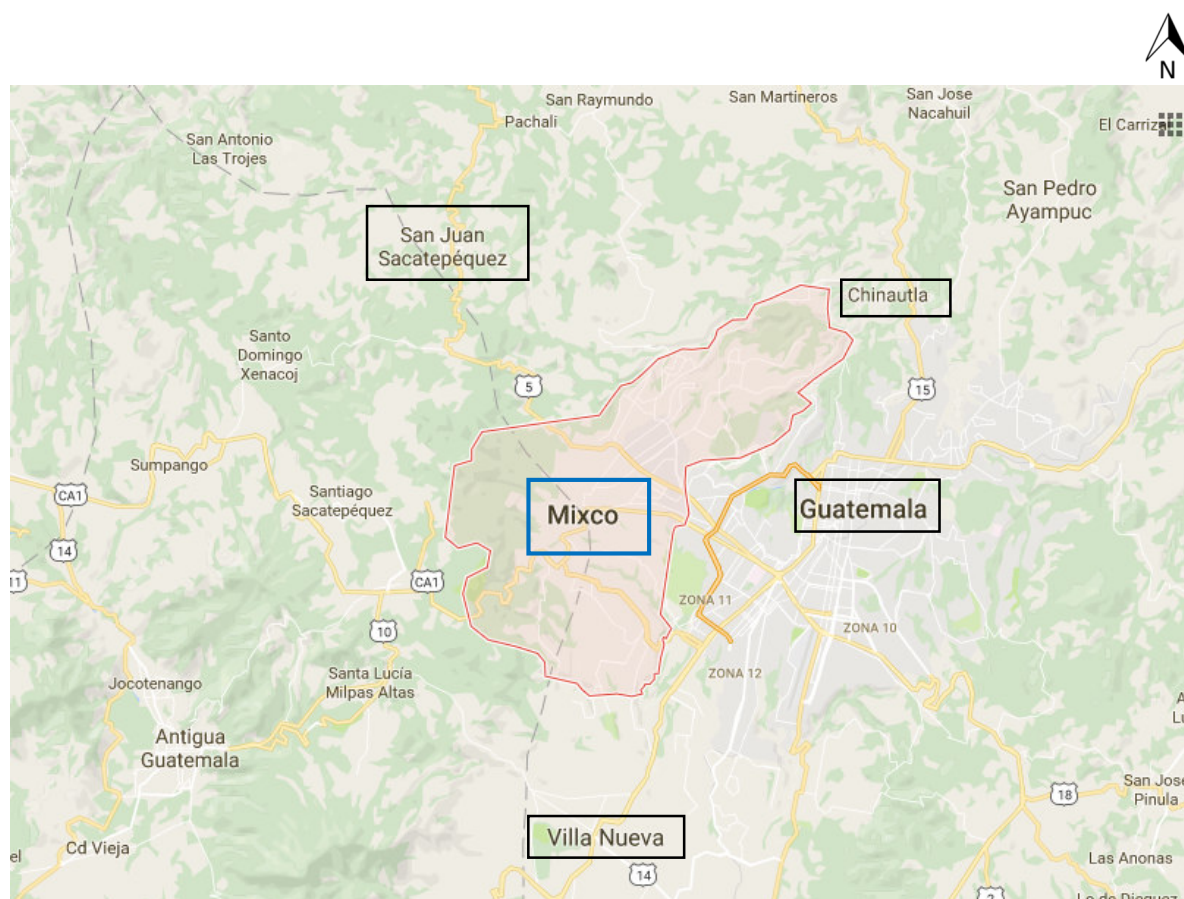 N
San Raymundo
San Martineros
San Jose
Nacahuil
Pachali
El Carrizal
San Antonio
Las Trojes
San Pedro
Ayampuc
San Juan
Sacatepéquez
Chinautla
Santo
Domingo
Xenacoj
5
15
Sumpango
Santiago
Sacatepéquez
CA1
Mixco
Guatemala
14
11
CA1
ZONA 11
10
ZONA 10
Santa Lucía
Milpas Altas
ZONA 12
Jocotenango
Antigua
Guatemala
San Jose
Pinula
18
Villa Nueva
Cd Vieja
Las Anonas
14
2